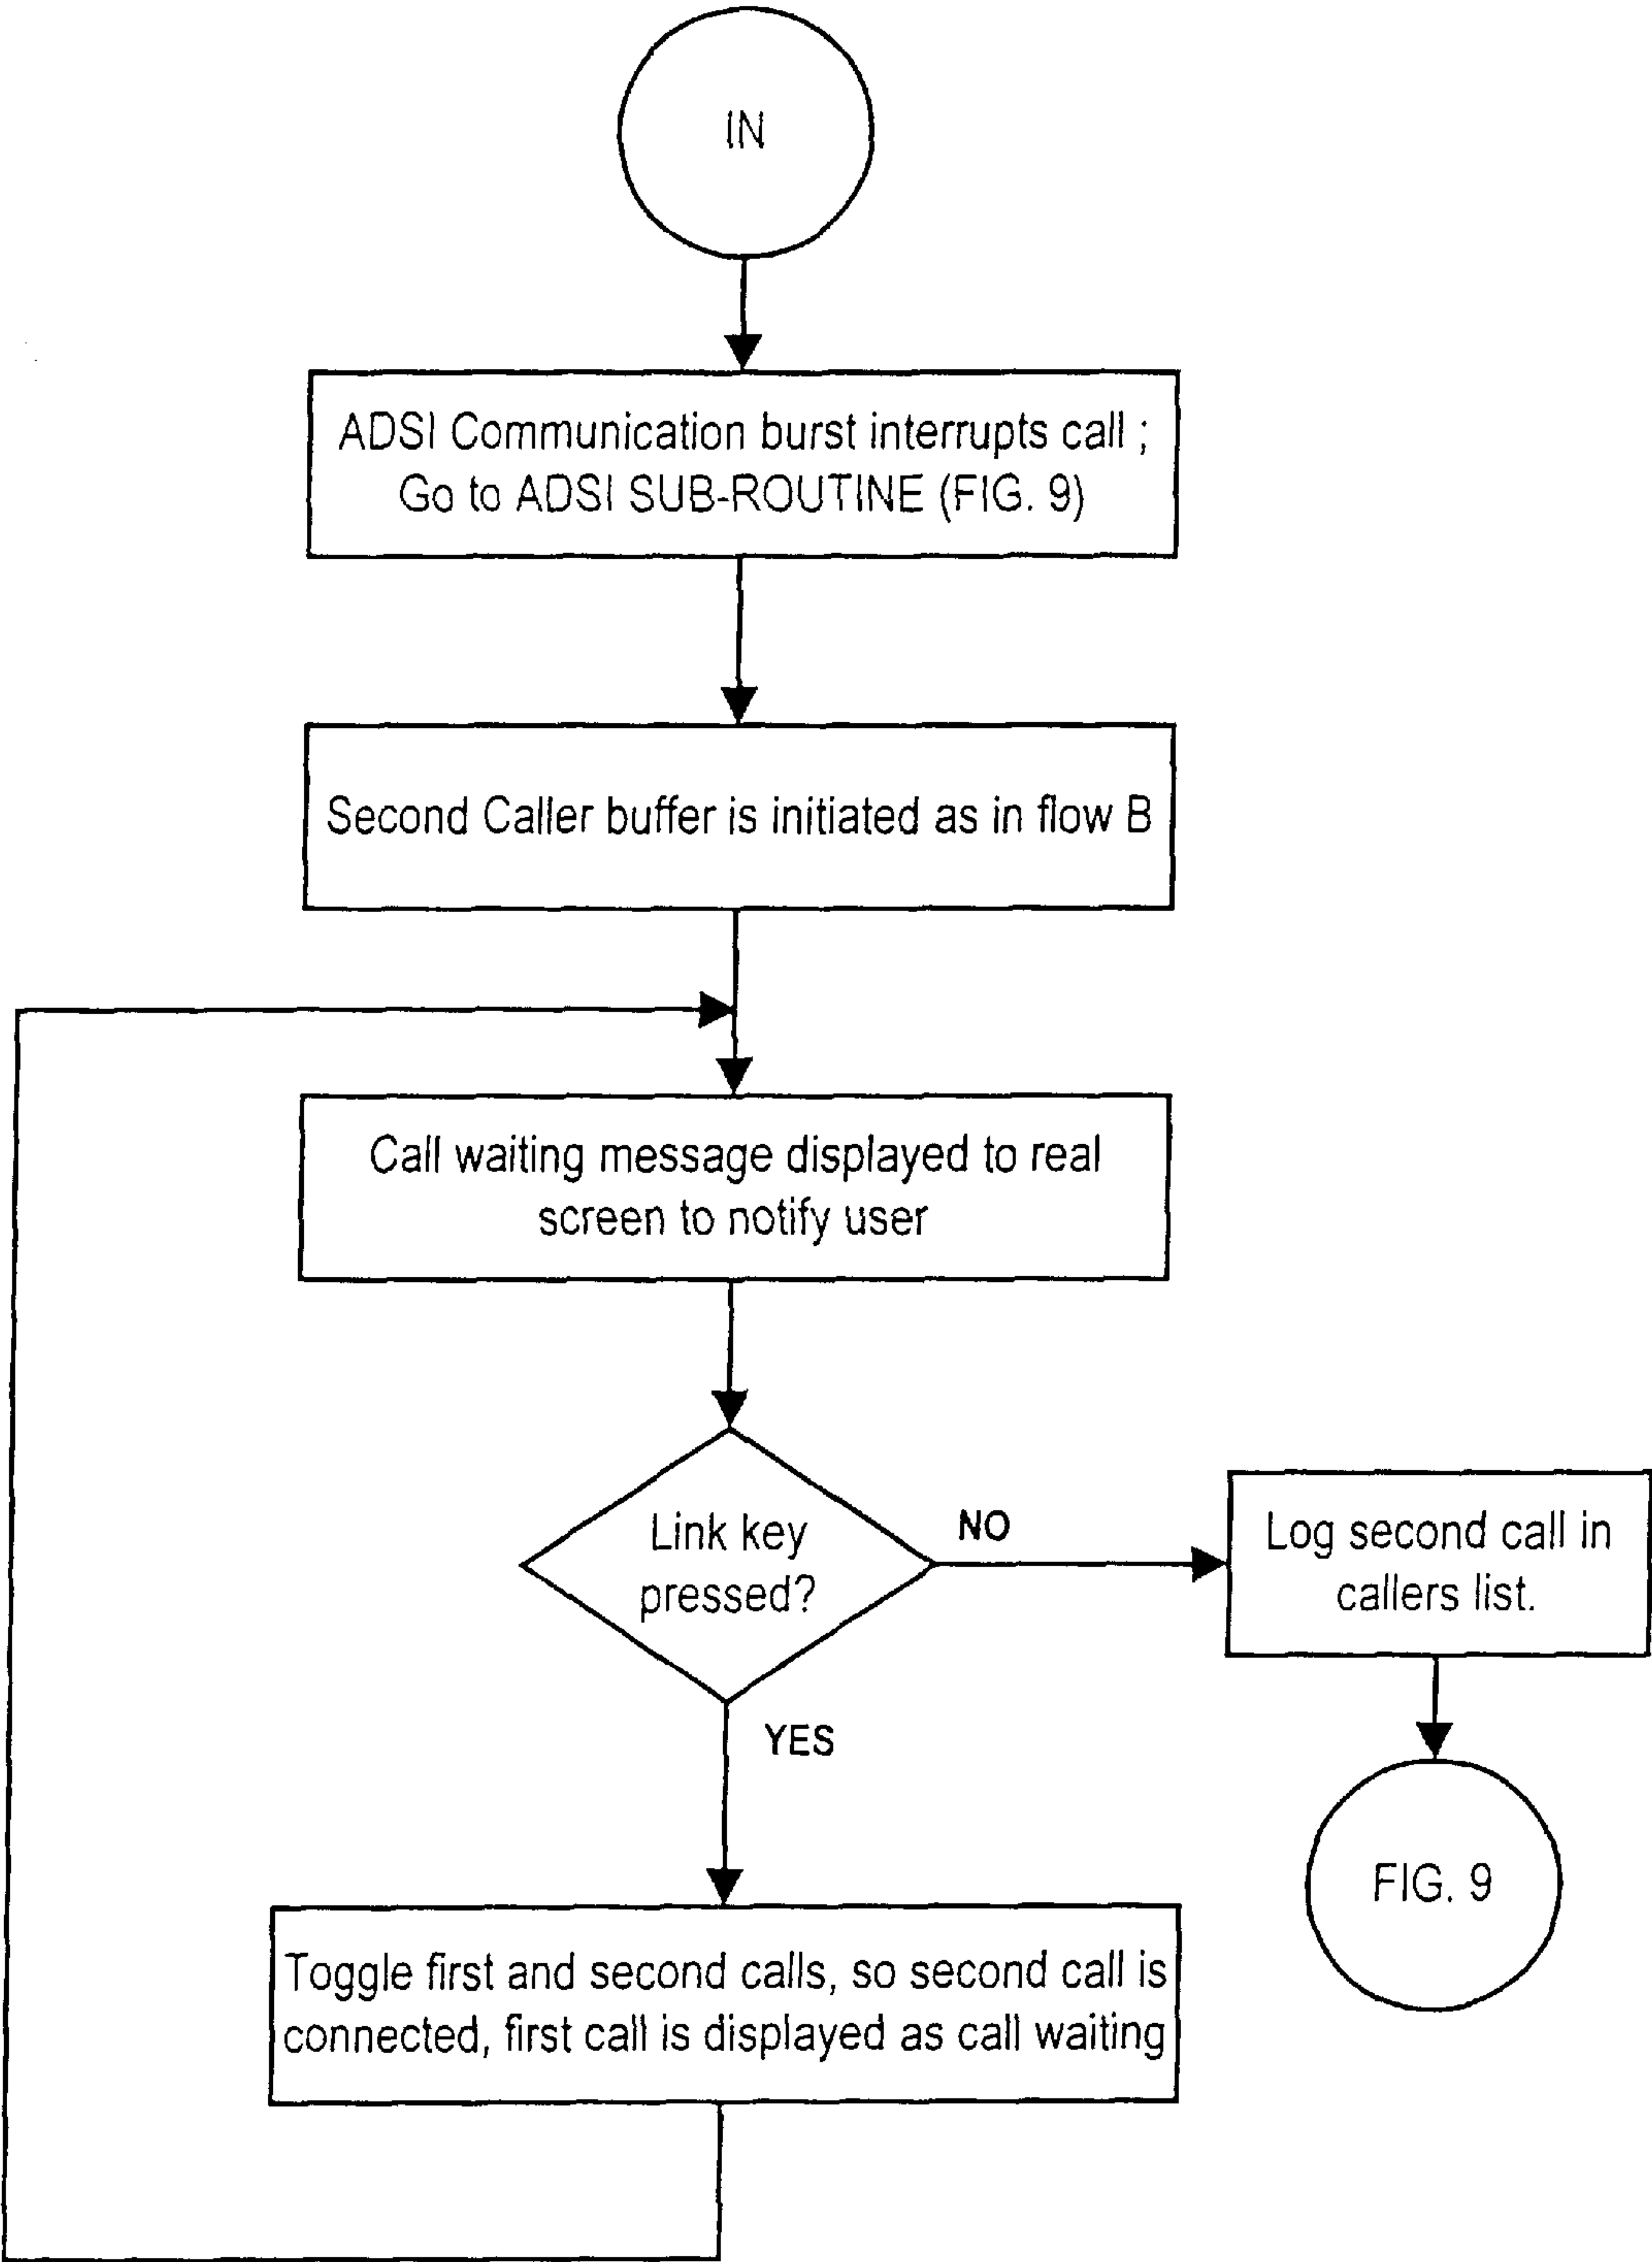 IN
ADSI Communication burst interrupts call ;
Go to ADSI SUB-ROUTINE (FIG. 9)
Second Caller buffer is initiated as in flow B
Call waiting message displayed to real
screen to notify user
Link key
pressed?
NO
Log second call in
callers list.
YES
FIG. 9
Toggle first and second calls, so second call is
connected, first call is displayed as call waiting